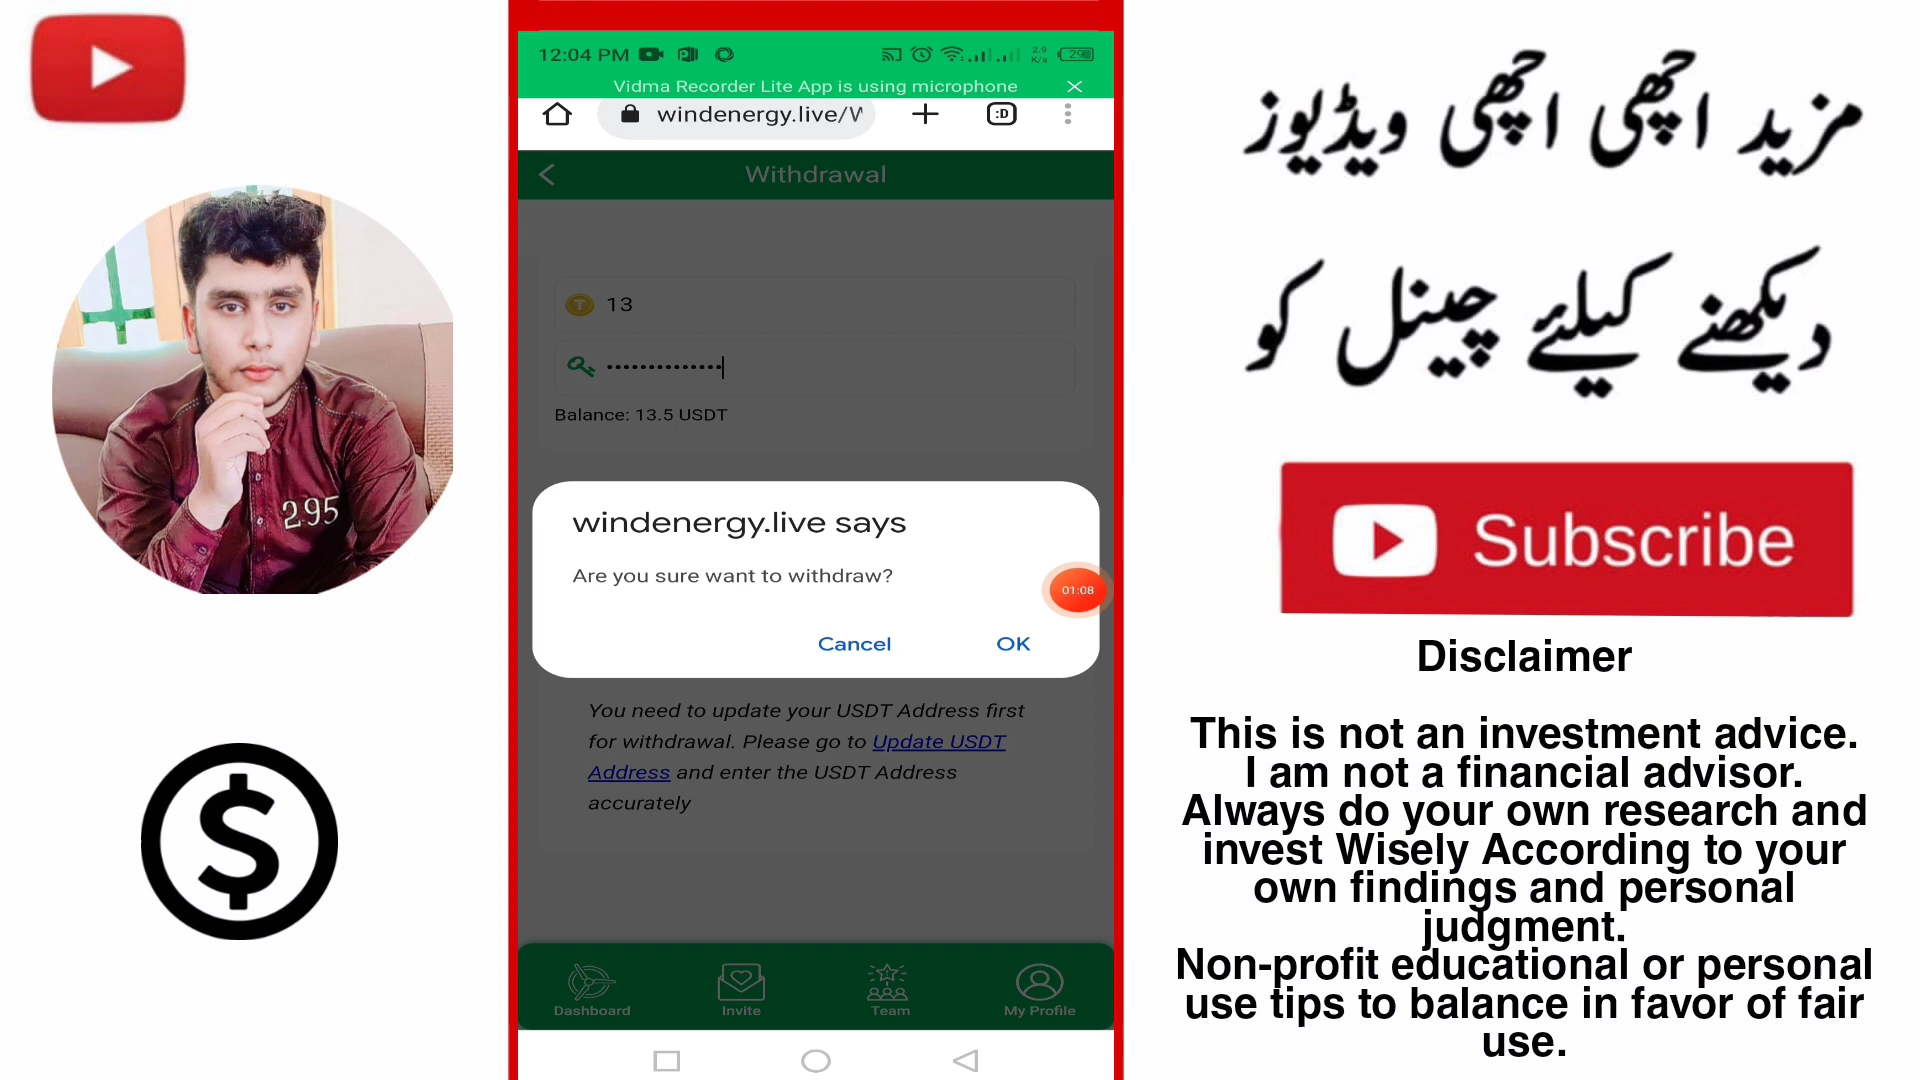 12:04 PM
2.9 K/s
29
Vidma Recorder Lite App is using microphone
windenergy.live/W
:D
Withdrawal
13
Balance: 13.5 USDT
windenergy.live says
Are you sure want to withdraw?
01:08
Cancel
OK
You need to update your USDT Address first
for withdrawal. Please go to Update USDT
Address and enter the USDT Address
accurately
Dashboard
Invite
Team
My Profile
295
مزید اچھی اچھی ویڈیوز
دیکھنے کیلئے چینل کو
Subscribe
Disclaimer
This is not an investment advice.
I am not a financial advisor.
Always do your own research and
invest Wisely According to your
own findings and personal
judgment.
Non-profit educational or personal
use tips to balance in favor of fair
use.